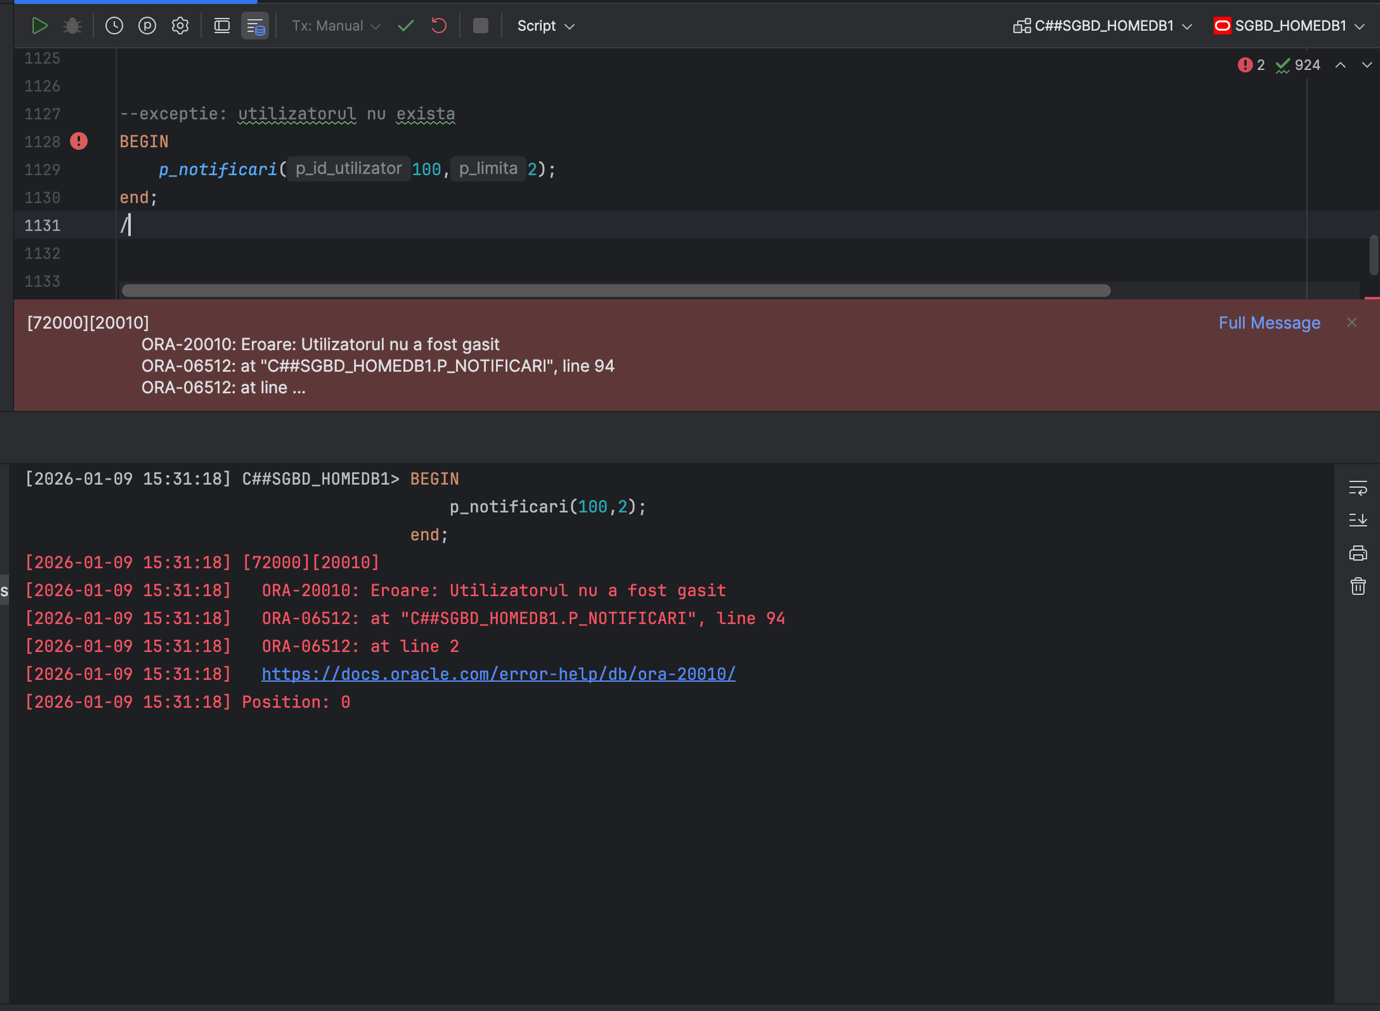 Tx: Manual
Script
C##SGBD_HOMEDB1
SGBD_HOMEDB1
2
924
1125
1126
1127 --exceptie: utilizatorul nu exista
1128 BEGIN
1129 p_notificari( p_id_utilizator 100, p_limita 2);
1130 end;
1131 /
1132
1133
[72000][20010]
Full Message
ORA-20010: Eroare: Utilizatorul nu a fost gasit
ORA-06512: at "C##SGBD_HOMEDB1.P_NOTIFICARI", line 94
ORA-06512: at line ...
[2026-01-09 15:31:18] C##SGBD_HOMEDB1> BEGIN
p_notificari(100,2);
end;
[2026-01-09 15:31:18] [72000][20010]
[2026-01-09 15:31:18] ORA-20010: Eroare: Utilizatorul nu a fost gasit
[2026-01-09 15:31:18] ORA-06512: at "C##SGBD_HOMEDB1.P_NOTIFICARI", line 94
[2026-01-09 15:31:18] ORA-06512: at line 2
[2026-01-09 15:31:18] https://docs.oracle.com/error-help/db/ora-20010/
[2026-01-09 15:31:18] Position: 0
s